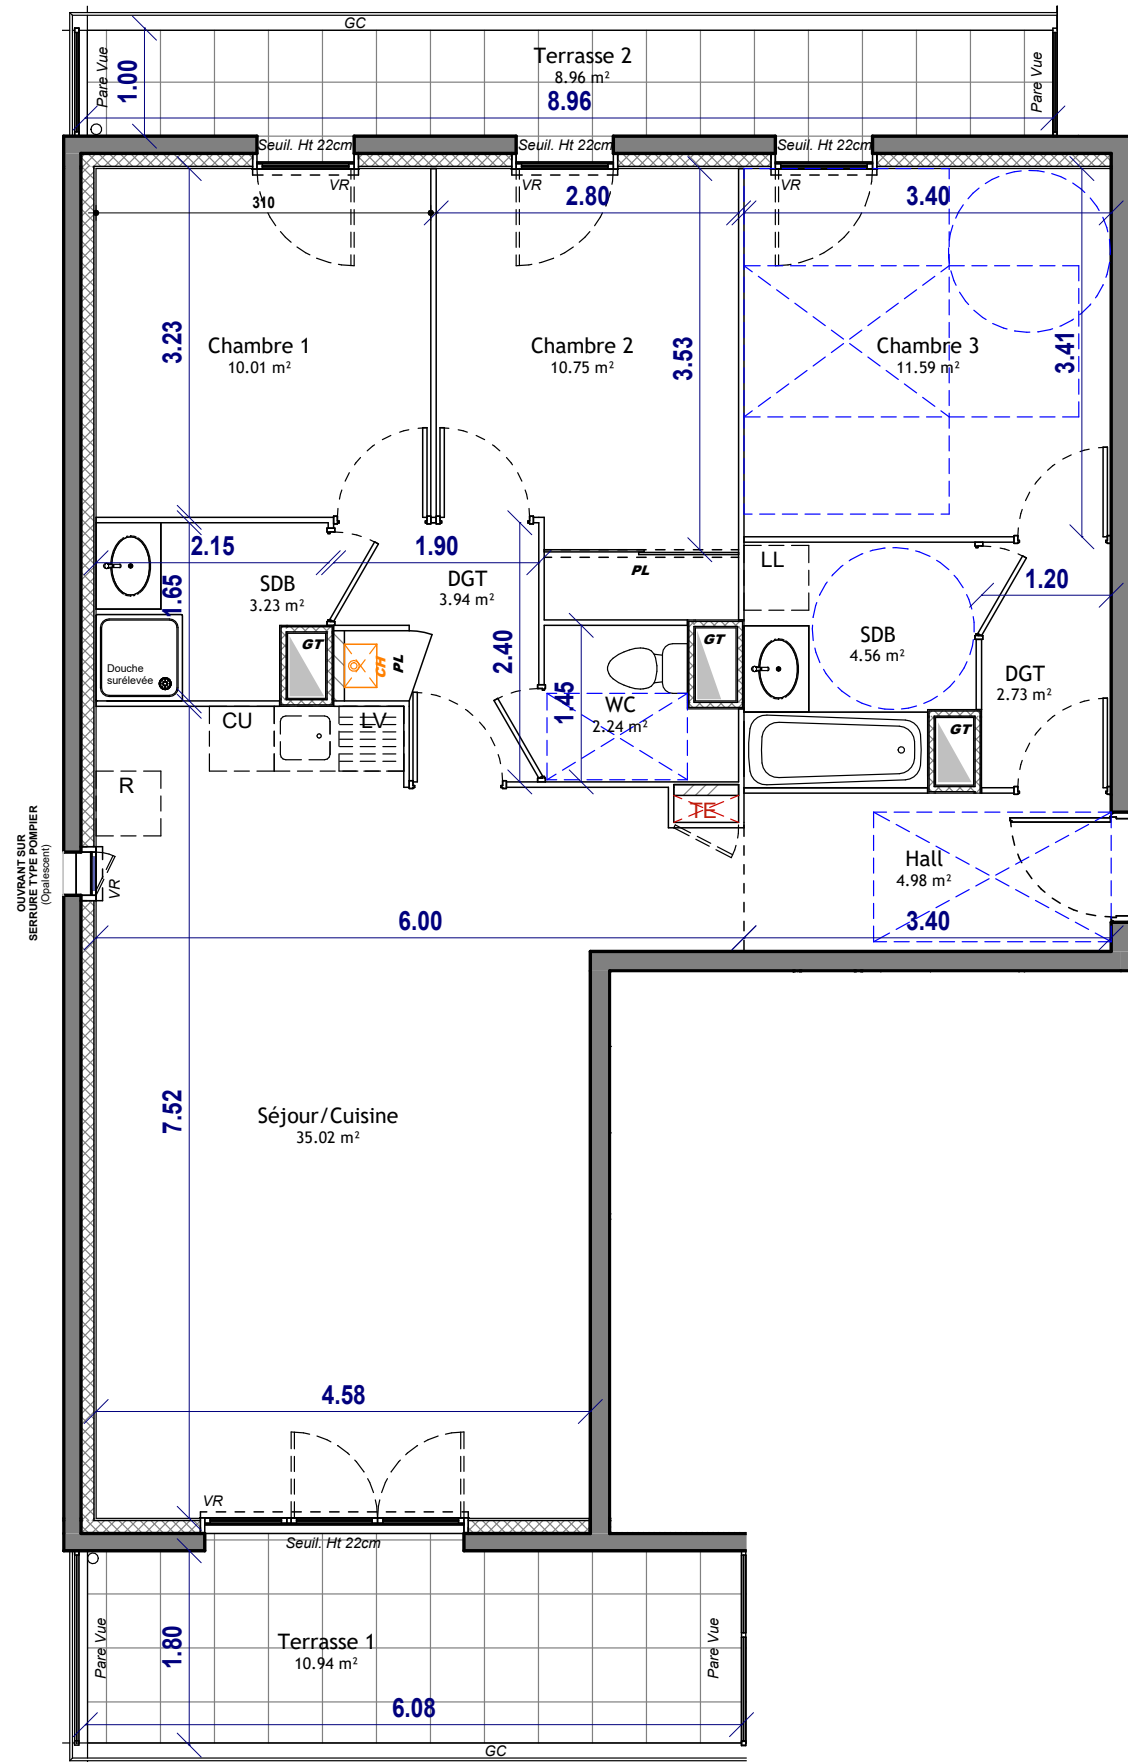 GC
Terrasse 2
8.96 m²
8.96
1.00
Pare Vue
Pare Vue
Seuil. Ht 22cm
Seuil. Ht 22cm
Seuil. Ht 22cm
VR
VR
VR
310
2.80
3.40
3.23
Chambre 1
10.01 m²
Chambre 2
10.75 m²
3.53
Chambre 3
11.59 m²
3.41
2.15
1.90
PL
LL
1.20
1.65
SDB
3.23 m²
DGT
3.94 m²
SDB
4.56 m²
GT
CH
PL
2.40
GT
DGT
2.73 m²
Douche
surélevée
1.45
WC
2.24 m²
GT
CU
LV
R
TE
Hall
4.98 m²
OUVRANT SUR
SERRURE TYPE POMPIER
(Opalescent)
VR
6.00
3.40
7.52
Séjour/Cuisine
35.02 m²
4.58
VR
Seuil. Ht 22cm
Pare Vue
1.80
Terrasse 1
10.94 m²
Pare Vue
6.08
GC